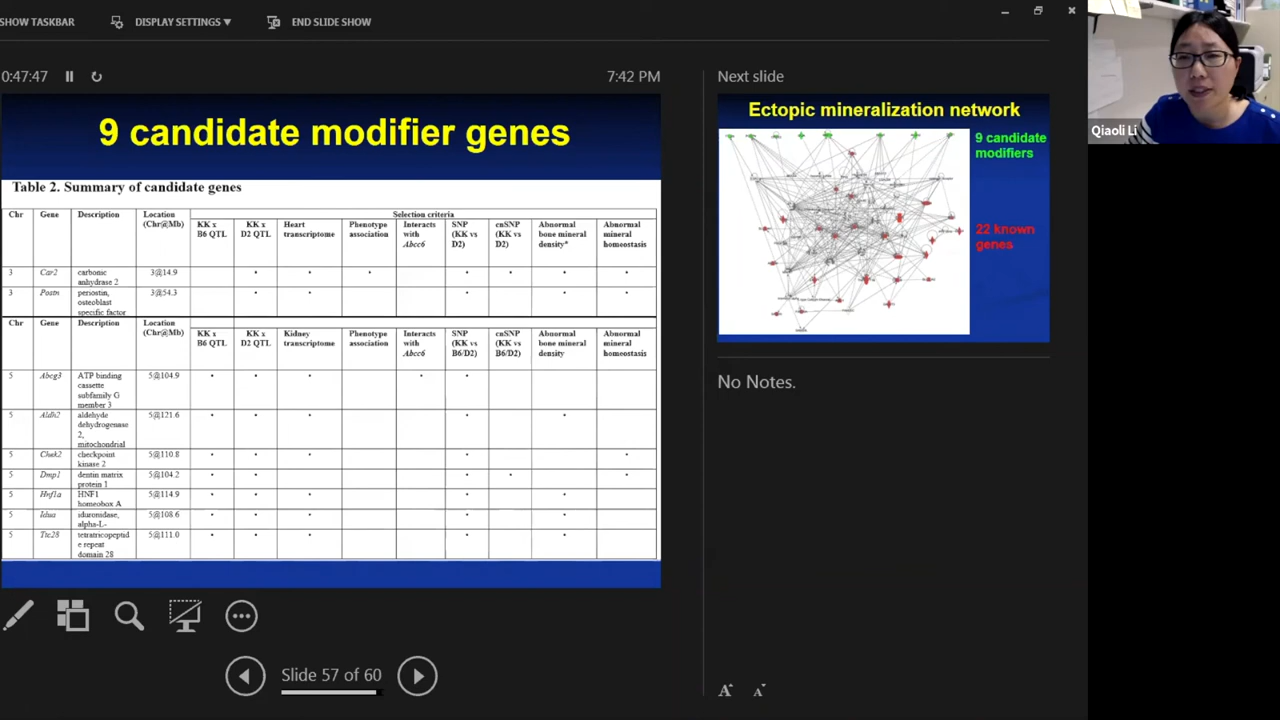 SHOW TASKBAR
DISPLAY SETTINGS ▼
END SLIDE SHOW
0:47:47
7:42 PM
9 candidate modifier genes
Table 2. Summary of candidate genes
Chr Gene Description Location (Chr@Mb) Selection criteria
KK x B6 QTL KK x D2 QTL Heart transcriptome Phenotype association Interacts with Abcc6 SNP (KK vs D2) cnSNP (KK vs D2) Abnormal bone mineral density* Abnormal mineral homeostasis
3 Car2 carbonic anhydrase 2 3@14.9 • • • • • • •
3 Postn periostin, osteoblast specific factor 3@54.3 • • • • •
Chr Gene Description Location (Chr@Mb) KK x B6 QTL KK x D2 QTL Kidney transcriptome Phenotype association Interacts with Abcc6 SNP (KK vs B6/D2) cnSNP (KK vs B6/D2) Abnormal bone mineral density Abnormal mineral homeostasis
5 Abcg3 ATP binding cassette subfamily G member 3 5@104.9 • • • • •
5 Aldh2 aldehyde dehydrogenase 2, mitochondrial 5@121.6 • • • • •
5 Chek2 checkpoint kinase 2 5@110.8 • • • • •
5 Dmp1 dentin matrix protein 1 5@104.2 • • • • •
5 Hnf1a HNF1 homeobox A 5@114.9 • • • • •
5 Idua iduronidase, alpha-L- 5@108.6 • • • • •
5 Ttc28 tetratricopeptide repeat domain 28 5@111.0 • • • • •
Slide 57 of 60
Next slide
Ectopic mineralization network
9 candidate
modifiers
22 known
genes
No Notes.
A A
Qiaoli Li